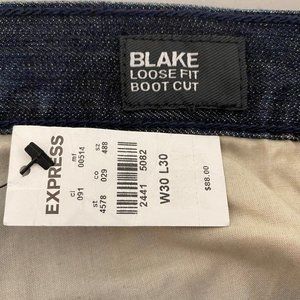 BLAKE
LOOSE FIT
BOOT CUT
EXPRESS
cl mf
091 00514
st co sz
4578 029 488
2441 5082
W30 L30
$88.00